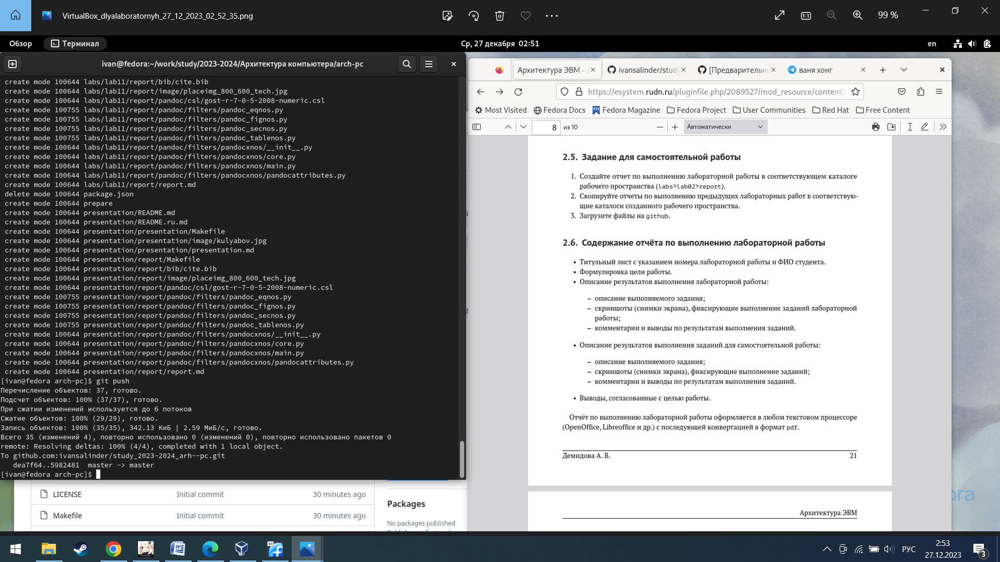 VirtualBox_dlyalaboratornyh_27_12_2023_02_52_35.png
99 %
Обзор
Терминал
Ср, 27 декабря 02:51
en
ivan@fedora:~/work/study/2023-2024/Архитектура компьютера/arch-pc
create mode 100644 labs/lab11/report/bib/cite.bib
create mode 100644 labs/lab11/report/image/placeimg_800_600_tech.jpg
create mode 100644 labs/lab11/report/pandoc/csl/gost-r-7-0-5-2008-numeric.csl
create mode 100755 labs/lab11/report/pandoc/filters/pandoc_eqnos.py
create mode 100755 labs/lab11/report/pandoc/filters/pandoc_fignos.py
create mode 100755 labs/lab11/report/pandoc/filters/pandoc_secnos.py
create mode 100755 labs/lab11/report/pandoc/filters/pandoc_tablenos.py
create mode 100644 labs/lab11/report/pandoc/filters/pandocxnos/__init__.py
create mode 100644 labs/lab11/report/pandoc/filters/pandocxnos/core.py
create mode 100644 labs/lab11/report/pandoc/filters/pandocxnos/main.py
create mode 100644 labs/lab11/report/pandoc/filters/pandocxnos/pandocattributes.py
create mode 100644 labs/lab11/report/report.md
delete mode 100644 package.json
create mode 100644 prepare
create mode 100644 presentation/README.md
create mode 100644 presentation/README.ru.md
create mode 100644 presentation/presentation/Makefile
create mode 100644 presentation/presentation/image/kulyabov.jpg
create mode 100644 presentation/presentation/presentation.md
create mode 100644 presentation/report/Makefile
create mode 100644 presentation/report/bib/cite.bib
create mode 100644 presentation/report/image/placeimg_800_600_tech.jpg
create mode 100644 presentation/report/pandoc/csl/gost-r-7-0-5-2008-numeric.csl
create mode 100755 presentation/report/pandoc/filters/pandoc_eqnos.py
create mode 100755 presentation/report/pandoc/filters/pandoc_fignos.py
create mode 100755 presentation/report/pandoc/filters/pandoc_secnos.py
create mode 100755 presentation/report/pandoc/filters/pandoc_tablenos.py
create mode 100644 presentation/report/pandoc/filters/pandocxnos/__init__.py
create mode 100644 presentation/report/pandoc/filters/pandocxnos/core.py
create mode 100644 presentation/report/pandoc/filters/pandocxnos/main.py
create mode 100644 presentation/report/pandoc/filters/pandocxnos/pandocattributes.py
create mode 100644 presentation/report/report.md
[ivan@fedora arch-pc]$ git push
Перечисление объектов: 37, готово.
Подсчет объектов: 100% (37/37), готово.
При сжатии изменений используется до 6 потоков
Сжатие объектов: 100% (29/29), готово.
Запись объектов: 100% (35/35), 342.13 КиБ | 2.59 МиБ/с, готово.
Всего 35 (изменений 4), повторно использовано 0 (изменений 0), повторно использовано пакетов 0
remote: Resolving deltas: 100% (4/4), completed with 1 local object.
To github.com:ivansalinder/study_2023-2024_arh--pc.git
dea7f64..5982481 master -> master
[ivan@fedora arch-pc]$
LICENSE Initial commit 30 minutes ago
Makefile Initial commit 30 minutes ago
Packages
No packages published
Архитектура ЭВМ -
ivansalinder/study
[Предварительн
ваня хонг
https://esystem.rudn.ru/pluginfile.php/2089527/mod_resource/content/
Most Visited
Fedora Docs
Fedora Magazine
Fedora Project
User Communities
Red Hat
Free Content
8 из 10
Автоматически
2.5. Задание для самостоятельной работы
1. Создайте отчет по выполнению лабораторной работы в соответствующем каталоге
рабочего пространства (labs>lab02>report).
2. Скопируйте отчеты по выполнению предыдущих лабораторных работ в соответствую-
щие каталоги созданного рабочего пространства.
3. Загрузите файлы на github.
2.6. Содержание отчёта по выполнению лабораторной работы
• Титульный лист с указанием номера лабораторной работы и ФИО студента.
• Формулировка цели работы.
• Описание результатов выполнения лабораторной работы:
– описание выполняемого задания;
– скриншоты (снимки экрана), фиксирующие выполнение заданий лабораторной
работы;
– комментарии и выводы по результатам выполнения заданий.
• Описание результатов выполнения заданий для самостоятельной работы:
– описание выполняемого задания;
– скриншоты (снимки экрана), фиксирующие выполнение заданий;
– комментарии и выводы по результатам выполнения заданий.
• Выводы, согласованные с целью работы.
Отчёт по выполнению лабораторной работы оформляется в любом текстовом процессоре
(OpenOffice, Libreoffice и др.) с последующей конвертацией в формат pdf.
Демидова А. В. 21
Архитектура ЭВМ
ora
64
РУС
2:53
27.12.2023
3